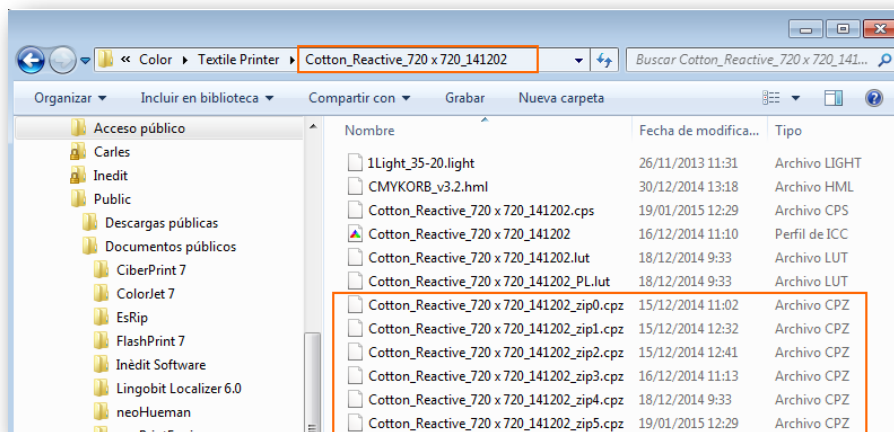 « Color ▸ Textile Printer ▸ Cotton_Reactive_720 x 720_141202
Buscar Cotton_Reactive_720 x 720_141...
Organizar Incluir en biblioteca Compartir con Grabar Nueva carpeta
Acceso público
Carles
Inedit
Public
Descargas públicas
Documentos públicos
CiberPrint 7
ColorJet 7
EsRip
FlashPrint 7
Inèdit Software
Lingobit Localizer 6.0
neoHueman
Nombre Fecha de modifica... Tipo
1Light_35-20.light 26/11/2013 11:31 Archivo LIGHT
CMYKORB_v3.2.hml 30/12/2014 13:18 Archivo HML
Cotton_Reactive_720 x 720_141202.cps 19/01/2015 12:29 Archivo CPS
Cotton_Reactive_720 x 720_141202 16/12/2014 11:10 Perfil de ICC
Cotton_Reactive_720 x 720_141202.lut 18/12/2014 9:33 Archivo LUT
Cotton_Reactive_720 x 720_141202_PL.lut 18/12/2014 9:33 Archivo LUT
Cotton_Reactive_720 x 720_141202_zip0.cpz 15/12/2014 11:02 Archivo CPZ
Cotton_Reactive_720 x 720_141202_zip1.cpz 15/12/2014 12:32 Archivo CPZ
Cotton_Reactive_720 x 720_141202_zip2.cpz 15/12/2014 12:41 Archivo CPZ
Cotton_Reactive_720 x 720_141202_zip3.cpz 16/12/2014 11:13 Archivo CPZ
Cotton_Reactive_720 x 720_141202_zip4.cpz 18/12/2014 9:33 Archivo CPZ
Cotton_Reactive_720 x 720_141202_zip5.cpz 19/01/2015 12:29 Archivo CPZ